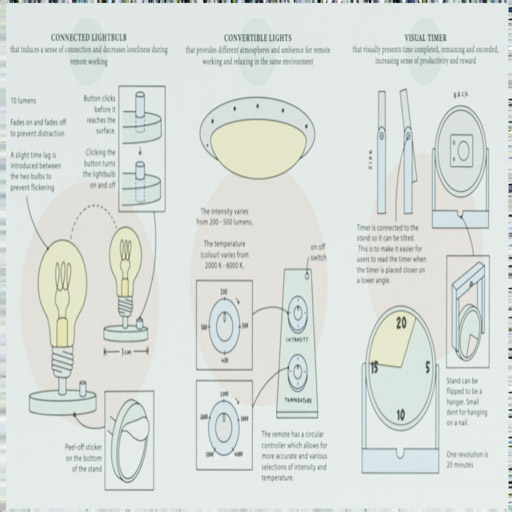 CONNECTED LIGHTBULB
that induces a sense of connection and decreases loneliness during
remote working
10 lumens
Fades on and fades off
to prevent distraction
A slight time lag is
introduced between
the two bulbs to
prevent flickering
Button clicks
before it
reaches the
surface.
Clicking the
button turns
the lightbulb
on and off
5cm
Peel-off sticker
on the bottom
of the stand
CONVERTIBLE LIGHTS
that provides different atmospheres and ambience for remote
working and relaxing in the same environment
The intensity varies
from 200 - 500 lumens.
The temperature
(colour) varies from
2000 K - 6000 K.
on off
switch
200
INTENSITY
TEMPERATURE
The remote has a circular
controller which allows for
more accurate and various
selections of intensity and
temperature.
VISUAL TIMER
that visually presents time completed, remaining and exceeded,
increasing sense of productivity and reward
SIDE
BACK
Timer is connected to the
stand so it can be tilted.
This is to make it easier for
users to read the timer when
the timer is placed closer on
a lower angle.
20
15
5
10
Stand can be
flipped to be a
hanger. Small
dent for hanging
on a nail.
One revolution is
20 minutes